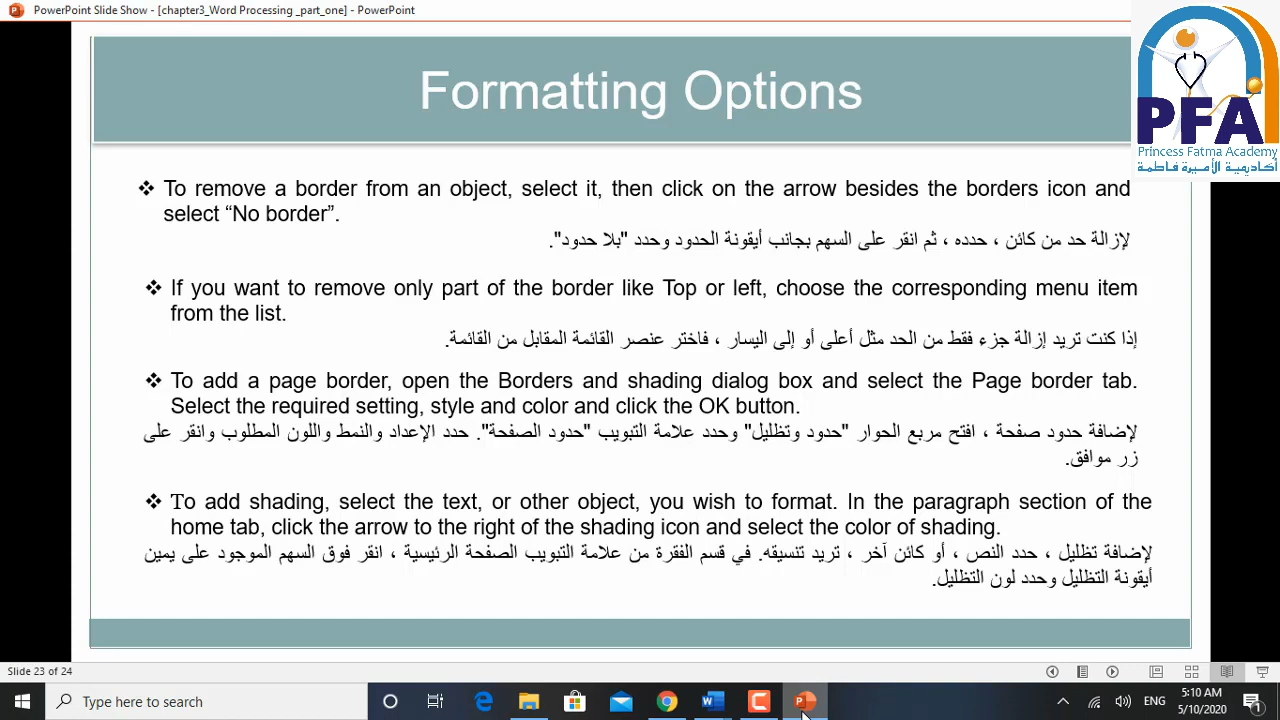 PowerPoint Slide Show - [chapter3_Word Processing _part_one] - PowerPoint
PFA
Princess Fatma Academy
أكاديمية الأميرة فاطمة
Formatting Options
❖ To remove a border from an object, select it, then click on the arrow besides the borders icon and
select “No border”.
لإزالة حد من كائن ، حدده ، ثم انقر على السهم بجانب أيقونة الحدود وحدد "بلا حدود".
❖ If you want to remove only part of the border like Top or left, choose the corresponding menu item
from the list.
إذا كنت تريد إزالة جزء فقط من الحد مثل أعلى أو إلى اليسار ، فاختر عنصر القائمة المقابل من القائمة.
❖ To add a page border, open the Borders and shading dialog box and select the Page border tab.
Select the required setting, style and color and click the OK button.
لإضافة حدود صفحة ، افتح مربع الحوار "حدود وتظليل" وحدد علامة التبويب "حدود الصفحة". حدد الإعداد والنمط واللون المطلوب وانقر على
زر موافق.
❖ To add shading, select the text, or other object, you wish to format. In the paragraph section of the
home tab, click the arrow to the right of the shading icon and select the color of shading.
لإضافة تظليل ، حدد النص ، أو كائن آخر ، تريد تنسيقه. في قسم الفقرة من علامة التبويب الصفحة الرئيسية ، انقر فوق السهم الموجود على يمين
أيقونة التظليل وحدد لون التظليل.
Slide 23 of 24
Type here to search
ENG
5:10 AM
5/10/2020
1